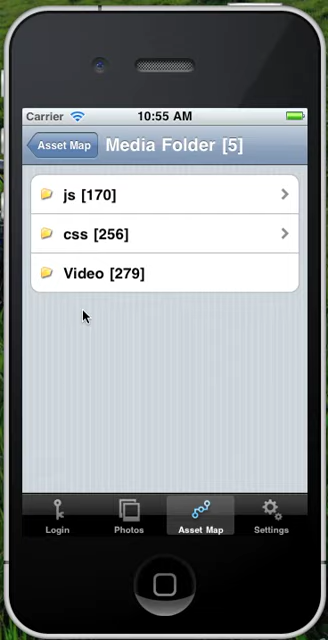 Carrier 10:55 AM
Asset Map Media Folder [5]
js [170]
css [256]
Video [279]
Login Photos Asset Map Settings